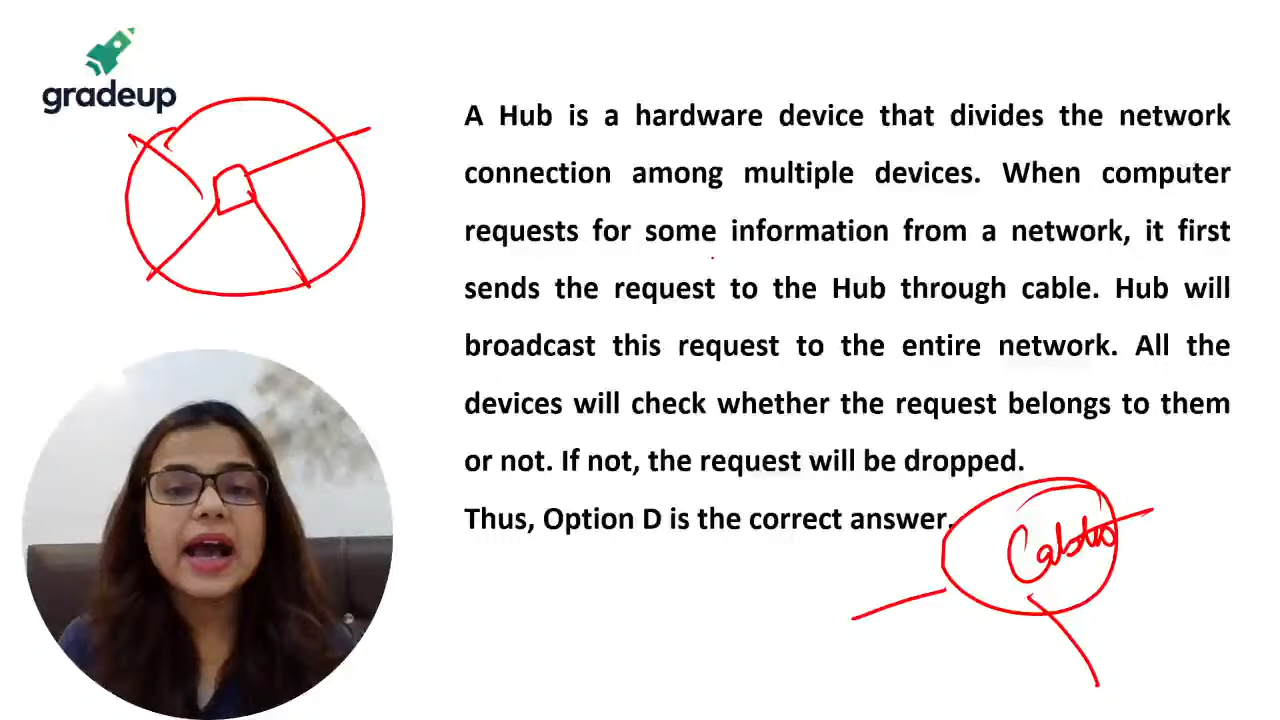 gradeup
A Hub is a hardware device that divides the network
connection among multiple devices. When computer
requests for some information from a network, it first
sends the request to the Hub through cable. Hub will
broadcast this request to the entire network. All the
devices will check whether the request belongs to them
or not. If not, the request will be dropped.
Thus, Option D is the correct answer.